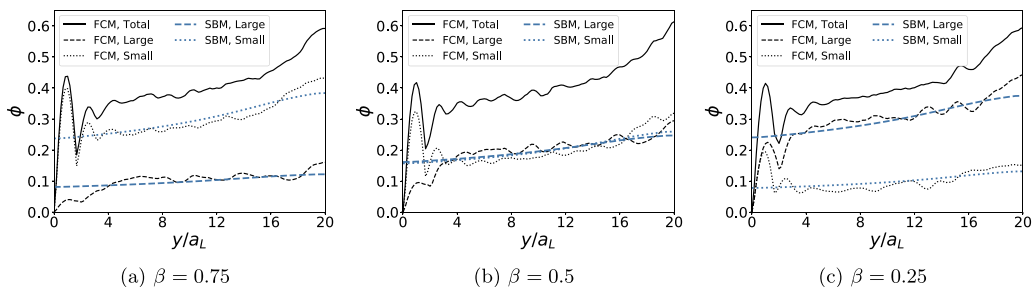 FCM, Total
FCM, Large
FCM, Small
SBM, Large
SBM, Small
ϕ
0.6
0.5
0.4
0.3
0.2
0.1
0.0
0 4 8 12 16 20
y/a_L
(a) β = 0.75
FCM, Total
FCM, Large
FCM, Small
SBM, Large
SBM, Small
ϕ
0.6
0.5
0.4
0.3
0.2
0.1
0.0
0 4 8 12 16 20
y/a_L
(b) β = 0.5
FCM, Total
FCM, Large
FCM, Small
SBM, Large
SBM, Small
ϕ
0.6
0.5
0.4
0.3
0.2
0.1
0.0
0 4 8 12 16 20
y/a_L
(c) β = 0.25